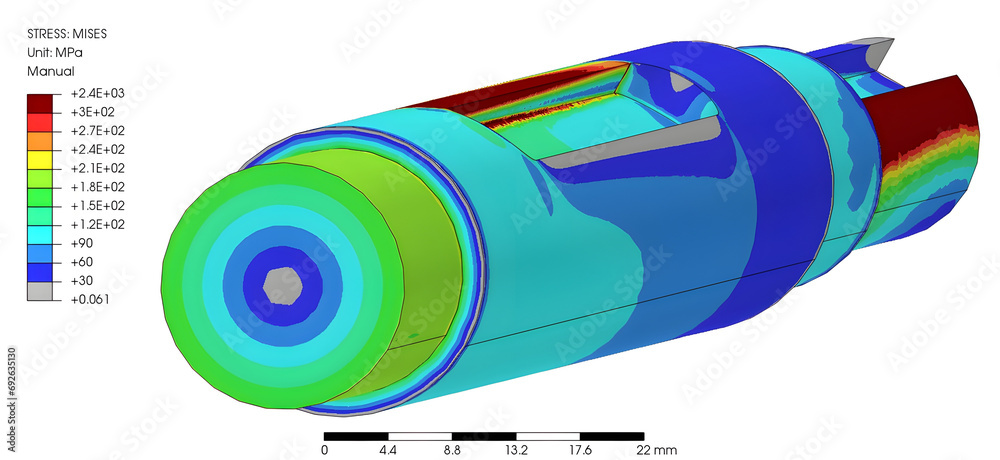 STRESS: MISES
Unit: MPa
Manual
+2.4E+03
+3E+02
+2.7E+02
+2.4E+02
+2.1E+02
+1.8E+02
+1.5E+02
+1.2E+02
+90
+60
+30
+0.061
0 4.4 8.8 13.2 17.6 22 mm
Adobe Stock | #692635130
Adobe Stock